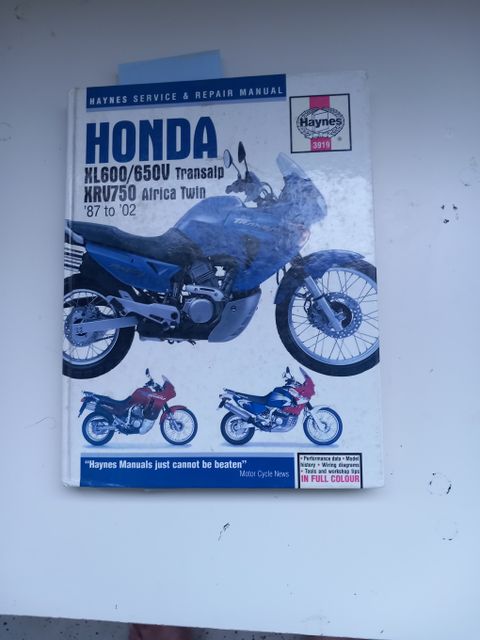 HAYNES SERVICE & REPAIR MANUAL
Haynes
3919
HONDA
XL600/650V Transalp
XRV750 Africa Twin
'87 to '02
"Haynes Manuals just cannot be beaten"
Motor Cycle News
• Performance data • Model
history • Wiring diagrams
• Tools and workshop tips
IN FULL COLOUR